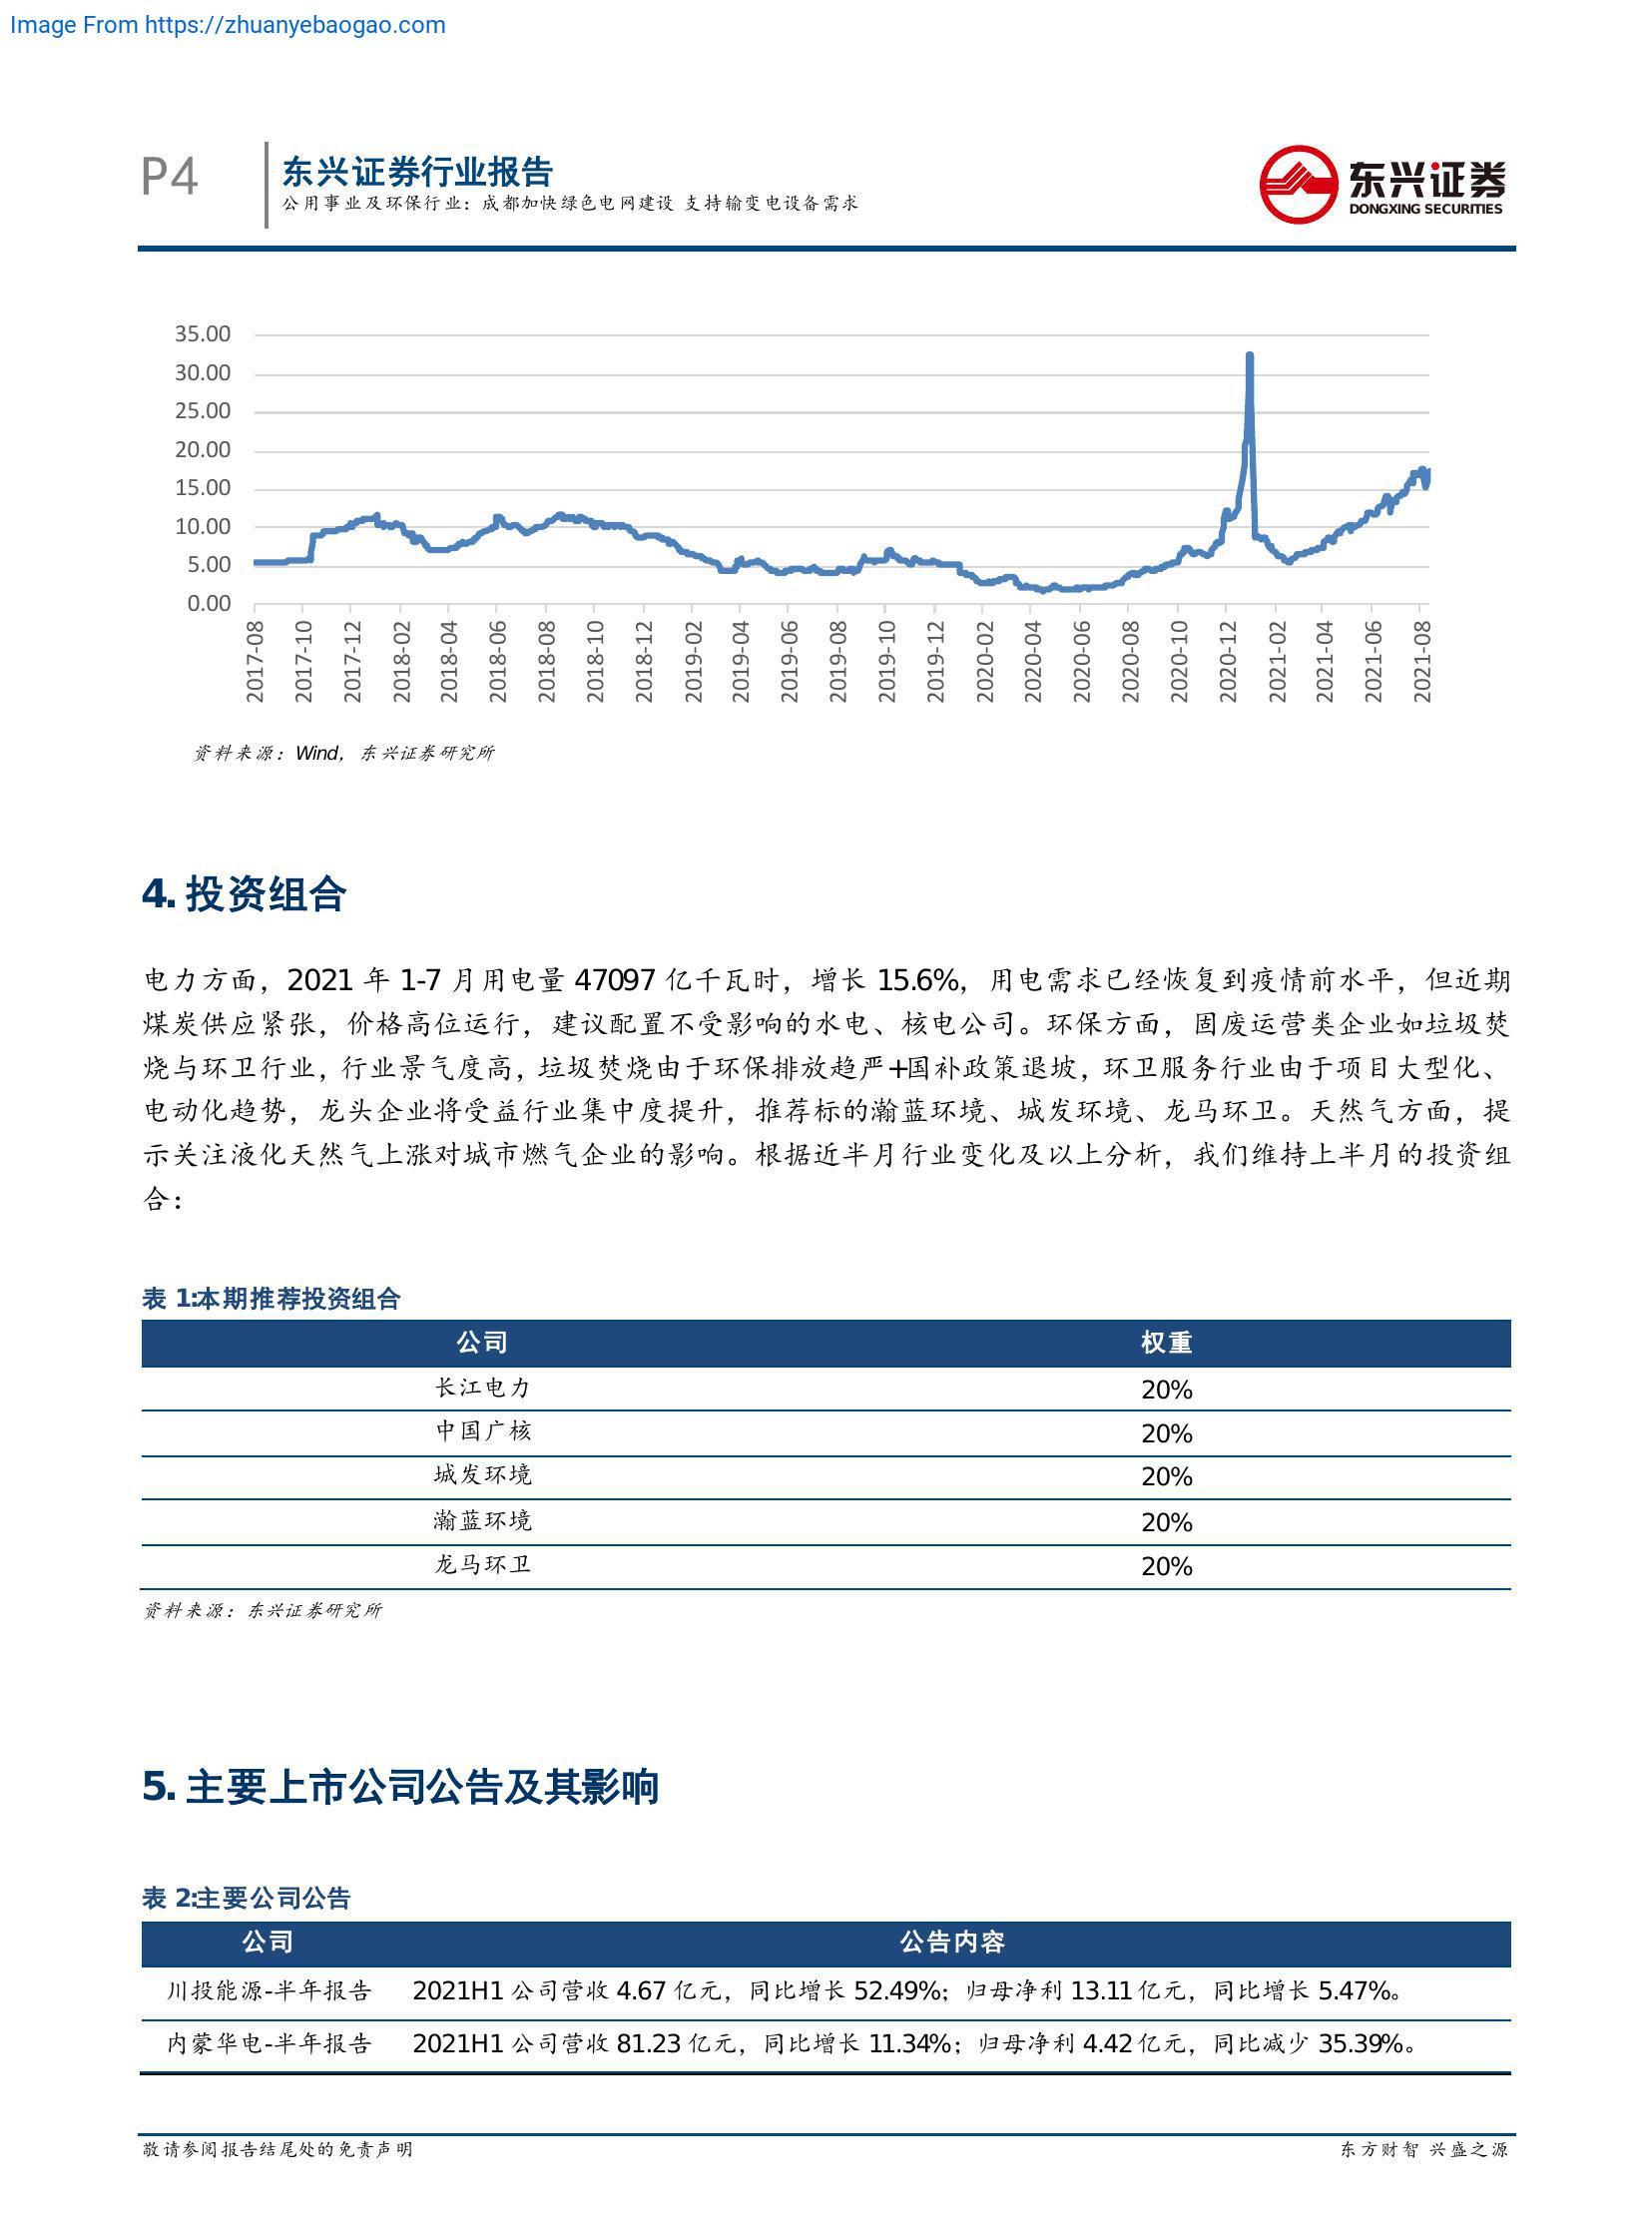 Image From https://zhuanyebaogao.com
P4
东兴证券行业报告
公用事业及环保行业：成都加快绿色电网建设 支持输变电设备需求
东兴证券
DONGXING SECURITIES
35.00
30.00
25.00
20.00
15.00
10.00
5.00
0.00
2017-08
2017-10
2017-12
2018-02
2018-04
2018-06
2018-08
2018-10
2018-12
2019-02
2019-04
2019-06
2019-08
2019-10
2019-12
2020-02
2020-04
2020-06
2020-08
2020-10
2020-12
2021-02
2021-04
2021-06
2021-08
资料来源：Wind，东兴证券研究所
4. 投资组合
电力方面，2021 年 1-7 月用电量 47097 亿千瓦时，增长 15.6%，用电需求已经恢复到疫情前水平，但近期
煤炭供应紧张，价格高位运行，建议配置不受影响的水电、核电公司。环保方面，固废运营类企业如垃圾焚
烧与环卫行业，行业景气度高，垃圾焚烧由于环保排放趋严+国补政策退坡，环卫服务行业由于项目大型化、
电动化趋势，龙头企业将受益行业集中度提升，推荐标的瀚蓝环境、城发环境、龙马环卫。天然气方面，提
示关注液化天然气上涨对城市燃气企业的影响。根据近半月行业变化及以上分析，我们维持上半月的投资组
合：
表 1:本期推荐投资组合
公司 权重
长江电力 20%
中国广核 20%
城发环境 20%
瀚蓝环境 20%
龙马环卫 20%
资料来源：东兴证券研究所
5. 主要上市公司公告及其影响
表 2:主要公司公告
公司 公告内容
川投能源-半年报告 2021H1 公司营收 4.67 亿元，同比增长 52.49%；归母净利 13.11 亿元，同比增长 5.47%。
内蒙华电-半年报告 2021H1 公司营收 81.23 亿元，同比增长 11.34%；归母净利 4.42 亿元，同比减少 35.39%。
敬请参阅报告结尾处的免责声明 东方财智 兴盛之源